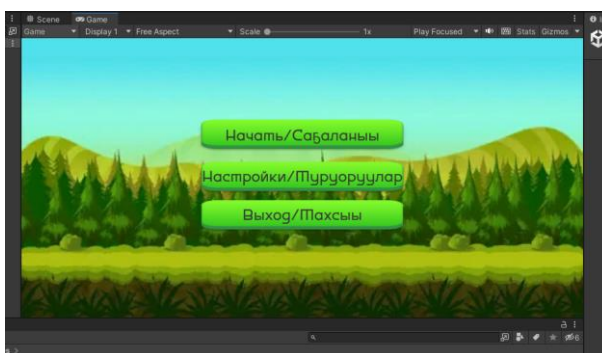 Scene Game
Game Display 1 Free Aspect Scale 1x Play Focused Stats Gizmos
Начать/Саҕаланыы
Настройки/Туруоруулар
Выход/Тахсыы
6